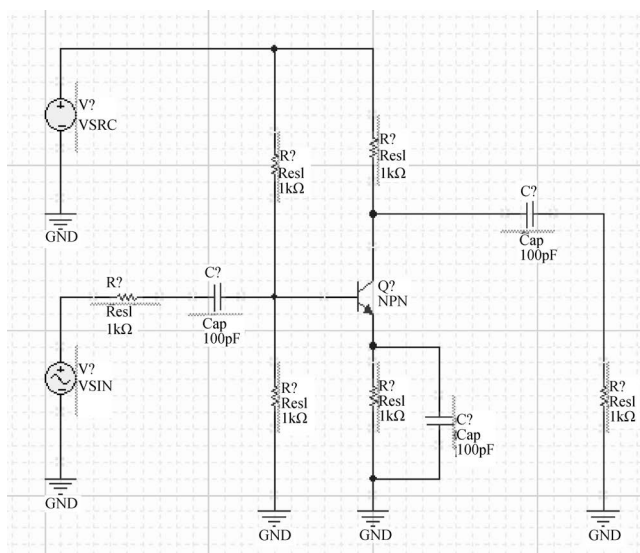 V?
VSRC
GND
R?
Resl
1kΩ
R?
Resl
1kΩ
C?
Cap
100pF
R?
Resl
1kΩ
C?
Cap
100pF
Q?
NPN
V?
VSIN
GND
R?
Resl
1kΩ
GND
R?
Resl
1kΩ
C?
Cap
100pF
GND
R?
Resl
1kΩ
GND